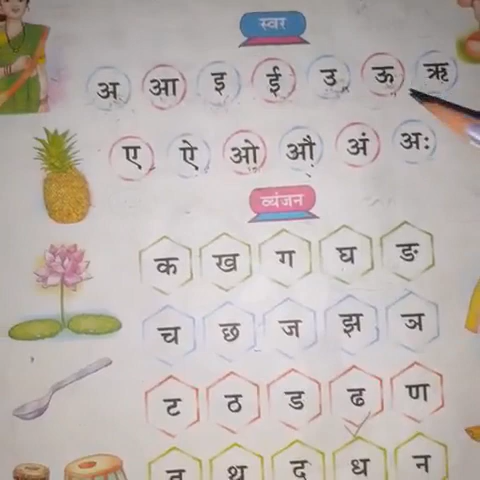 स्वर
अ आ इ ई उ ऊ ऋ
ए ऐ ओ औ अं अः
व्यंजन
क ख ग घ ङ
च छ ज झ ञ
ट ठ ड ढ ण
त थ द ध न